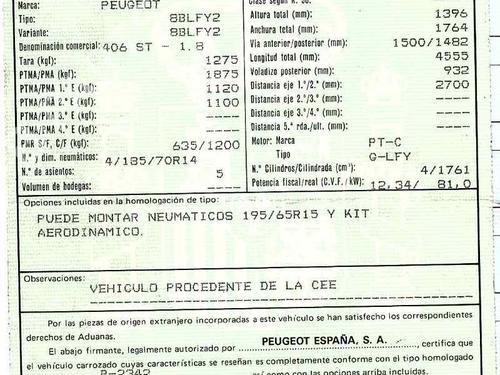 Marca: PEUGEOT
Tipo: 8BLFY2
Variante: 8BLFY2
Denominación comercial: 406 ST - 1.8
Tara (kgf): 1275
PTMA/PMA (kgf): 1875
PTMA/PMA 1.º E (kgf): 1120
PTMA/PMA 2.º E (kgf): 1100
PTMA/PMA 3.º E (kgf): ----
PTMA/PMA 4.º E (kgf): ----
PMR S/F, C/F (kgf) 635/1200
N.º y dim. neumáticos: 4/185/70R14
N.º de asientos: 5
Volumen de bodegas: ----
Altura total (mm): 1396
Anchura total (mm): 1764
Vía anterior/posterior (mm): 1500/1482
Longitud total (mm): 4555
Voladizo posterior (mm): 932
Distancia eje 1.º/2.º (mm): 2700
Distancia eje 2.º/3.º (mm): ----
Distancia eje 3.º/4.º (mm): ----
Distancia 5.ª rda./ult. (mm): ----
Motor: Marca PT-C
Tipo G-LFY
N.º Cilindros/Cilindrada (cm³) 4/1761
Potencia fiscal/real (C.V.F./kW) 12,34/ 81,0
Opciones incluidas en la homologación de tipo:
PUEDE MONTAR NEUMATICOS 195/65R15 Y KIT
AERODINAMICO.
Observaciones:
VEHICULO PROCEDENTE DE LA CEE
Por las piezas de origen extranjero incorporadas a este vehículo se han satisfecho los correspondientes
derechos de Aduanas.
El abajo firmante, legalmente autorizado por PEUGEOT ESPAÑA, S. A. , certifica que
el vehículo carrozado cuyas características se reseñan es completamente conforme con el tipo homologado
B-2342 y/ como con las opciones arriba incluidas.